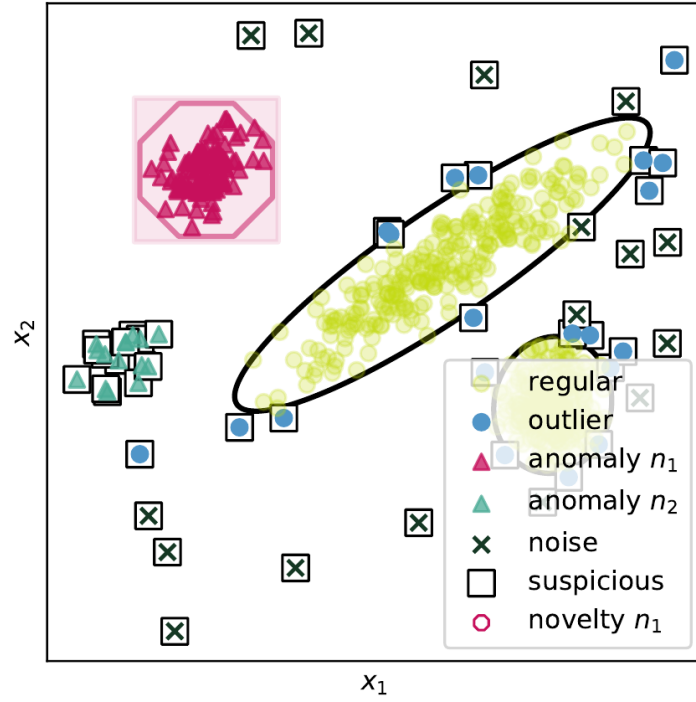 x₂
regular
outlier
anomaly n₁
anomaly n₂
noise
suspicious
novelty n₁
x₁